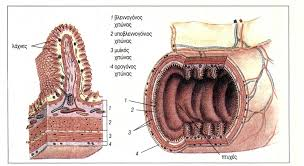 1 βλεννογόνος
χιτώνας
2 υποβλεννογόνος
χιτώνας
3 μυϊκός
χιτώνας
4 ορογόνος
χιτώνας
λάχνες
1
2
3
4
1
2
3
4
πτυχές